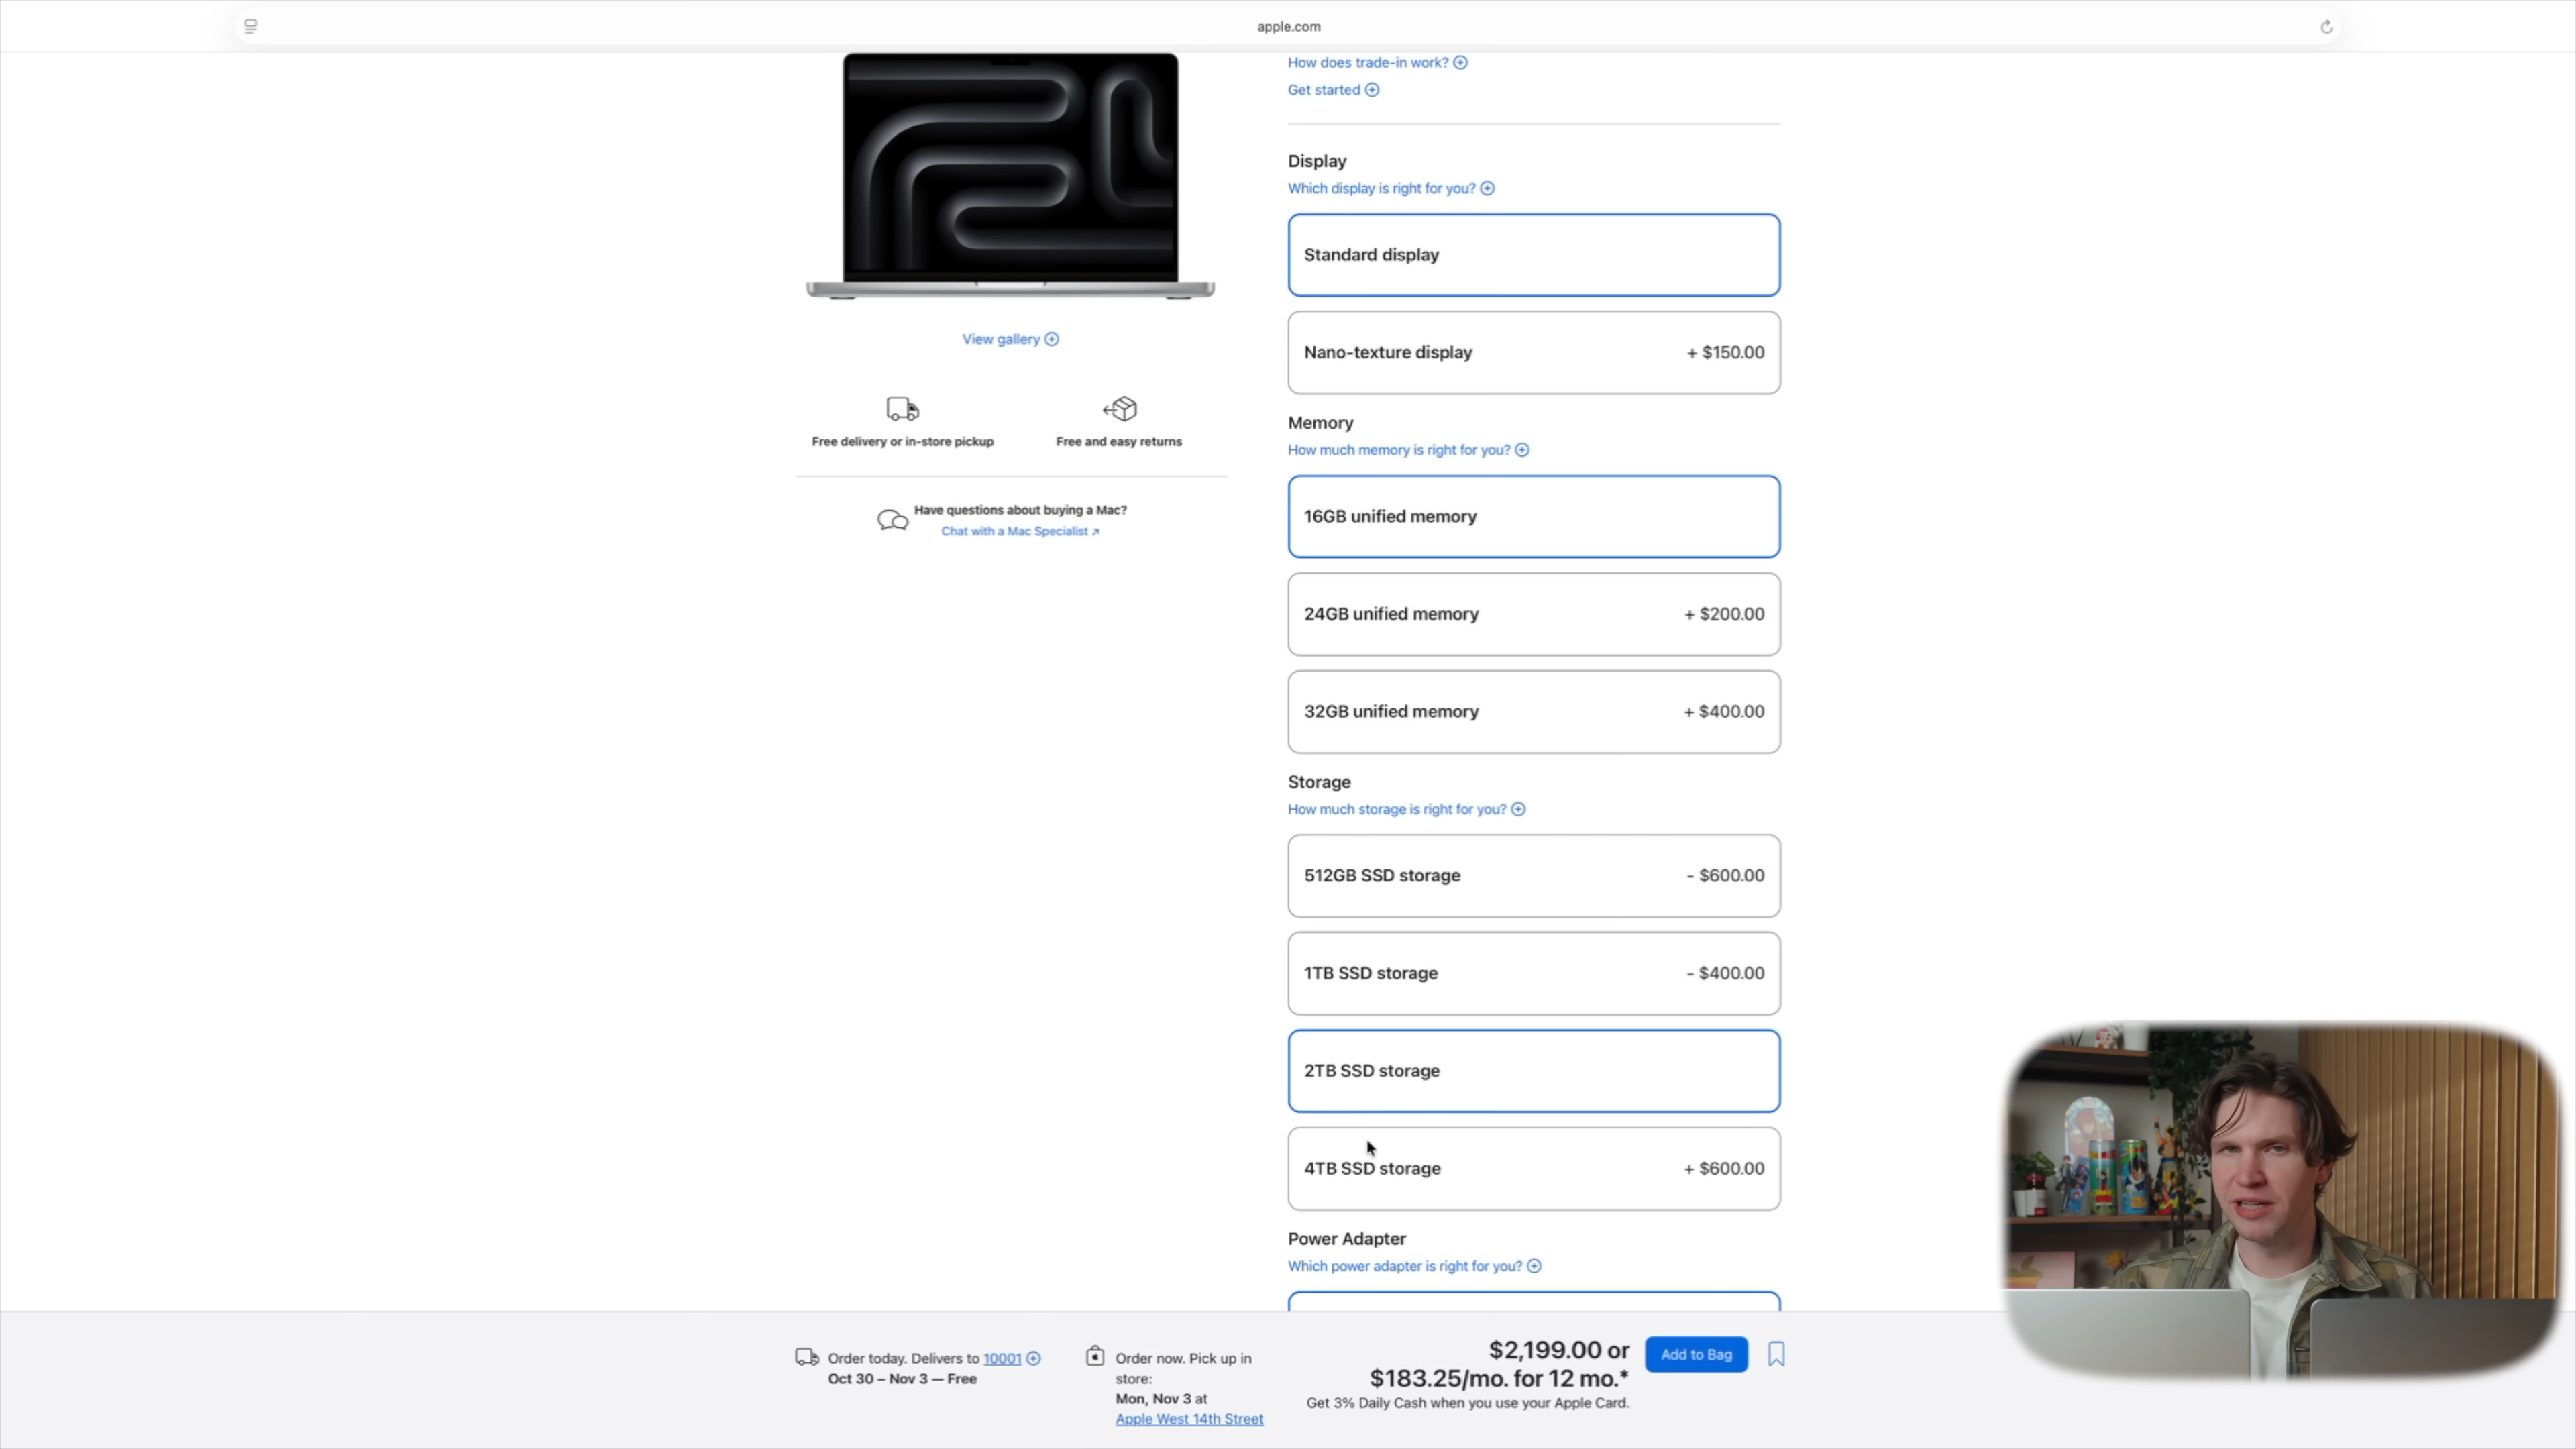 apple.com
How does trade-in work?
Get started
View gallery
Free delivery or in-store pickup
Free and easy returns
Have questions about buying a Mac?
Chat with a Mac Specialist ↗
Display
Which display is right for you?
Standard display
Nano-texture display + $150.00
Memory
How much memory is right for you?
16GB unified memory
24GB unified memory + $200.00
32GB unified memory + $400.00
Storage
How much storage is right for you?
512GB SSD storage - $600.00
1TB SSD storage - $400.00
2TB SSD storage
4TB SSD storage + $600.00
Power Adapter
Which power adapter is right for you?
Order today. Delivers to 10001
Oct 30 – Nov 3 — Free
Order now. Pick up in
store:
Mon, Nov 3 at
Apple West 14th Street
$2,199.00 or
$183.25/mo. for 12 mo.*
Get 3% Daily Cash when you use your Apple Card.
Add to Bag